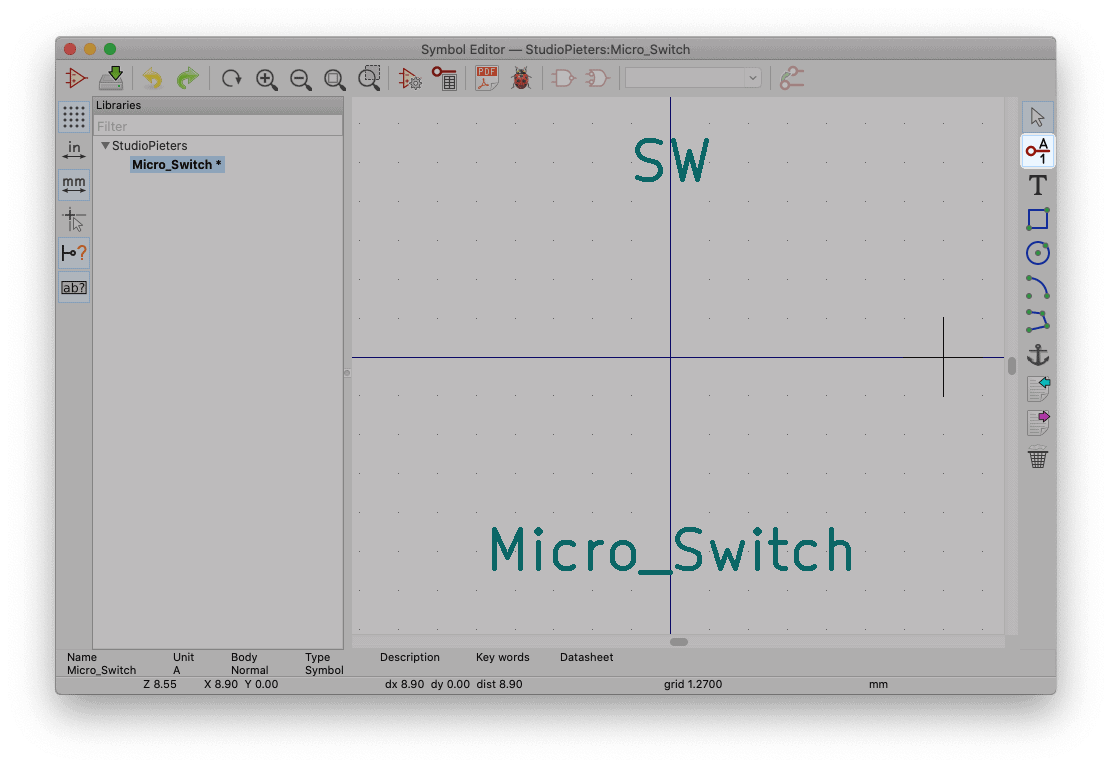 Symbol Editor — StudioPieters:Micro_Switch
PDF
Libraries
Filter
in
StudioPieters
Micro_Switch *
mm
?
ab?
A
1
T
SW
Micro_Switch
Name Unit Body Type Description Key words Datasheet
Micro_Switch A Normal Symbol
Z 8.55 X 8.90 Y 0.00 dx 8.90 dy 0.00 dist 8.90 grid 1.2700 mm